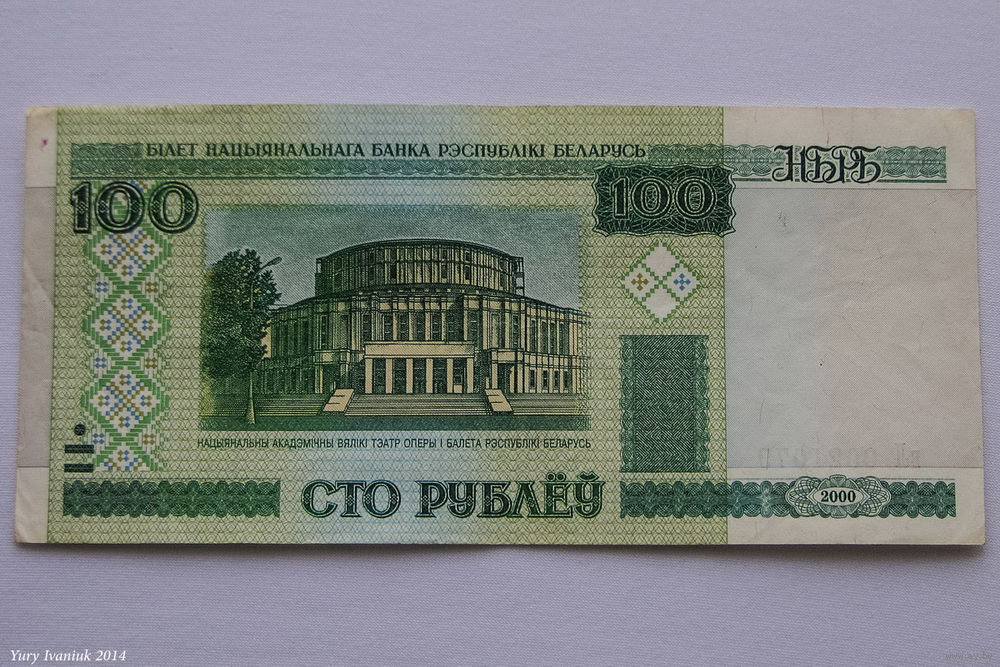 БІЛЕТ НАЦЫЯНАЛЬНАГА БАНКА РЭСПУБЛІКІ БЕЛАРУСЬ
НБРБ
100
100
НАЦЫЯНАЛЬНЫ АКАДЭМІЧНЫ ВЯЛІКІ ТЭАТР ОПЕРЫ І БАЛЕТА РЭСПУБЛІКІ БЕЛАРУСЬ
СТО РУБЛЁЎ
2000
Yury Ivaniuk 2014